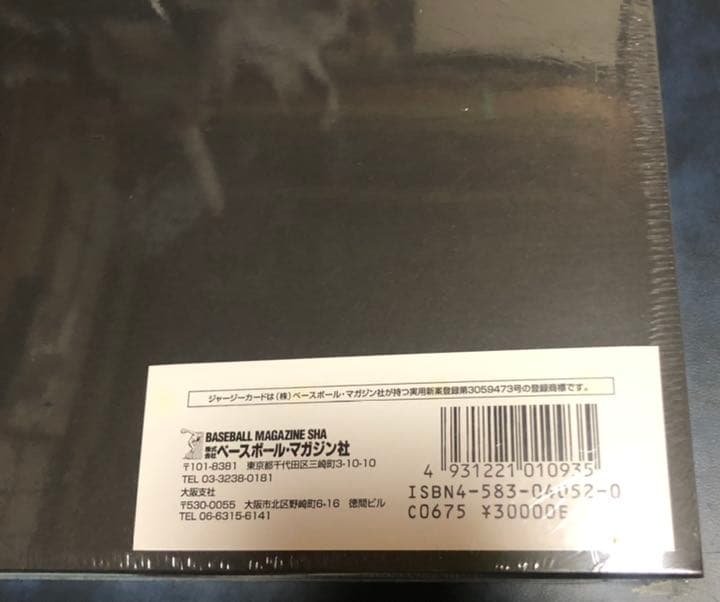 ジャージーカードは(株)ベースボール・マガジン社が持つ実用新案登録第3059473号の登録商標です。
BASEBALL MAGAZINE SHA
株式会社ベースボール・マガジン社
〒101-8381 東京都千代田区三崎町3-10-10
TEL 03-3238-0181
大阪支社
〒530-0055 大阪市北区野崎町6-16 徳間ビル
TEL 06-6315-6141
4 931221 010935
ISBN4-583-04052-0
C0675 ¥30000E